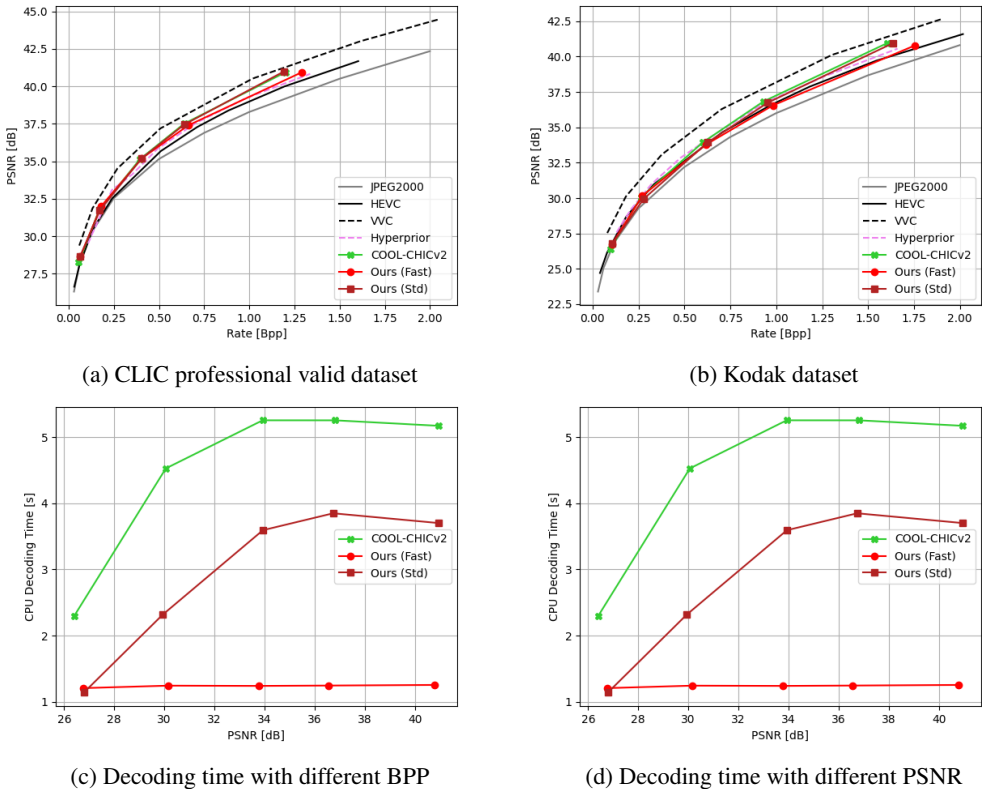 45.0
42.5
40.0
37.5
35.0
32.5
30.0
27.5
PSNR [dB]
0.00 0.25 0.50 0.75 1.00 1.25 1.50 1.75 2.00
Rate [Bpp]
JPEG2000
HEVC
VVC
Hyperprior
COOL-CHICv2
Ours (Fast)
Ours (Std)
(a) CLIC professional valid dataset
42.5
40.0
37.5
35.0
32.5
30.0
27.5
25.0
22.5
PSNR [dB]
0.00 0.25 0.50 0.75 1.00 1.25 1.50 1.75 2.00
Rate [Bpp]
JPEG2000
HEVC
VVC
Hyperprior
COOL-CHICv2
Ours (Fast)
Ours (Std)
(b) Kodak dataset
5
4
3
2
1
CPU Decoding Time [s]
26 28 30 32 34 36 38 40
PSNR [dB]
COOL-CHICv2
Ours (Fast)
Ours (Std)
(c) Decoding time with different BPP
5
4
3
2
1
CPU Decoding Time [s]
26 28 30 32 34 36 38 40
PSNR [dB]
COOL-CHICv2
Ours (Fast)
Ours (Std)
(d) Decoding time with different PSNR